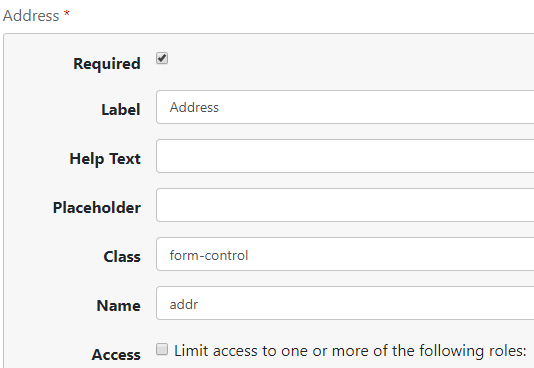 Address *
Required
Label Address
Help Text
Placeholder
Class form-control
Name addr
Access Limit access to one or more of the following roles: